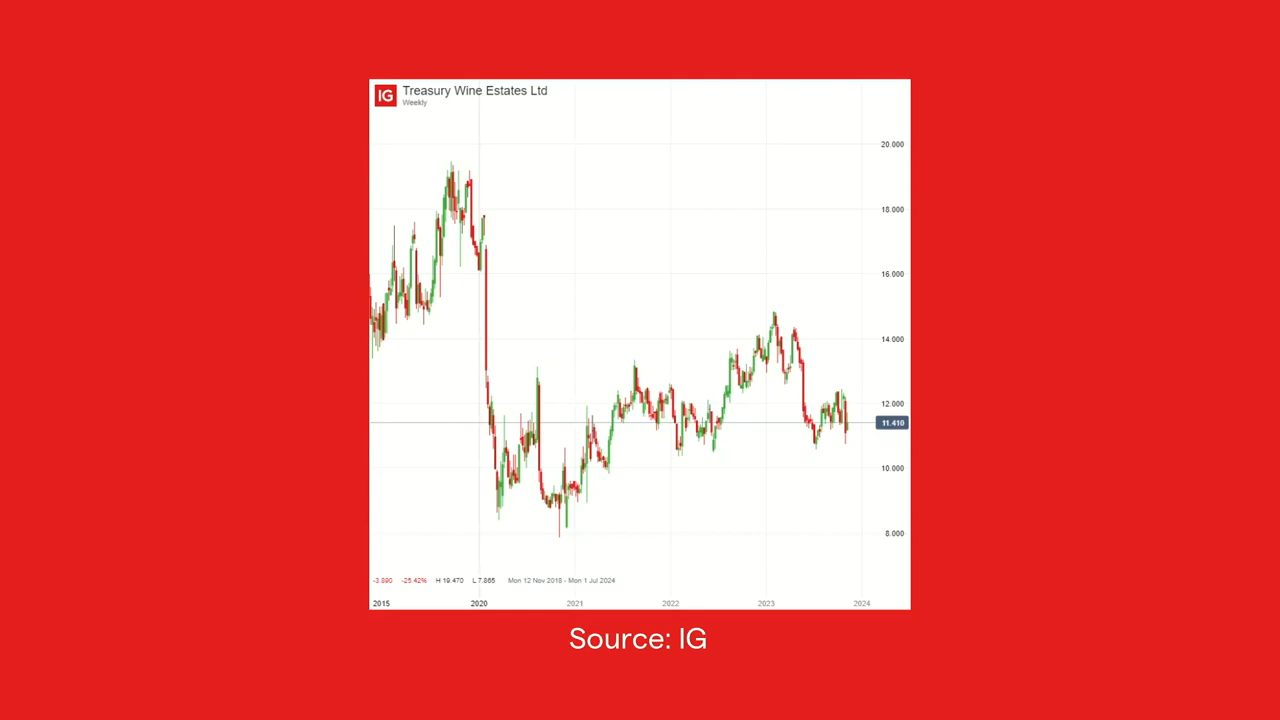 IG Treasury Wine Estates Ltd
Weekly
20.000
18.000
16.000
14.000
12.000
11.410
10.000
8.000
-3.890 -25.42% H 19.470 L 7.865 Mon 12 Nov 2018 - Mon 1 Jul 2024
2015 2020 2021 2022 2023 2024
Source: IG